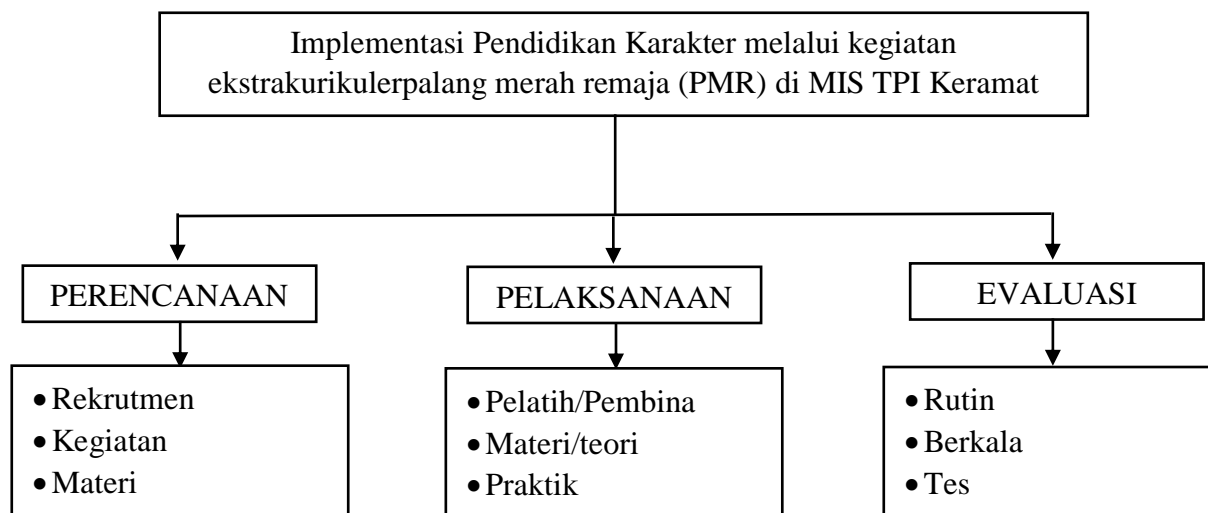 Implementasi Pendidikan Karakter melalui kegiatan
ekstrakurikulerpalang merah remaja (PMR) di MIS TPI Keramat
PERENCANAAN
PELAKSANAAN
EVALUASI
• Rekrutmen
• Kegiatan
• Materi
• Pelatih/Pembina
• Materi/teori
• Praktik
• Rutin
• Berkala
• Tes